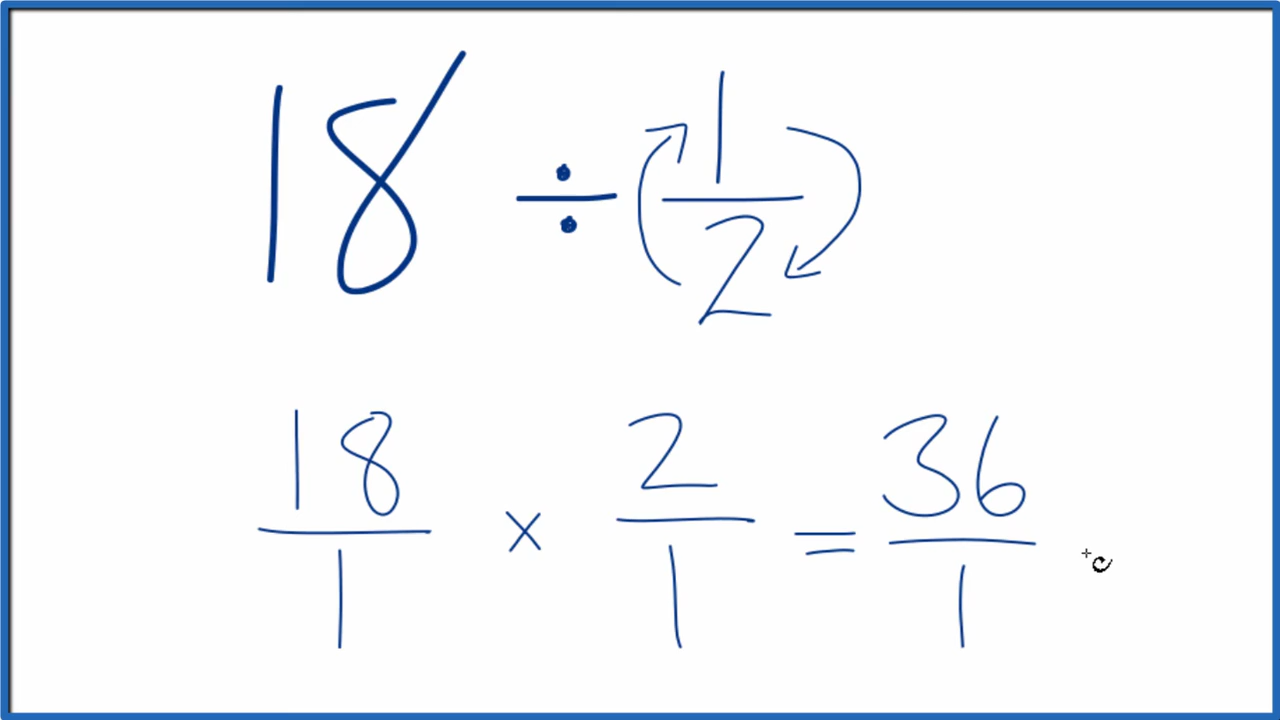 18 ÷ 1/2
18/1 × 2/1 = 36/1